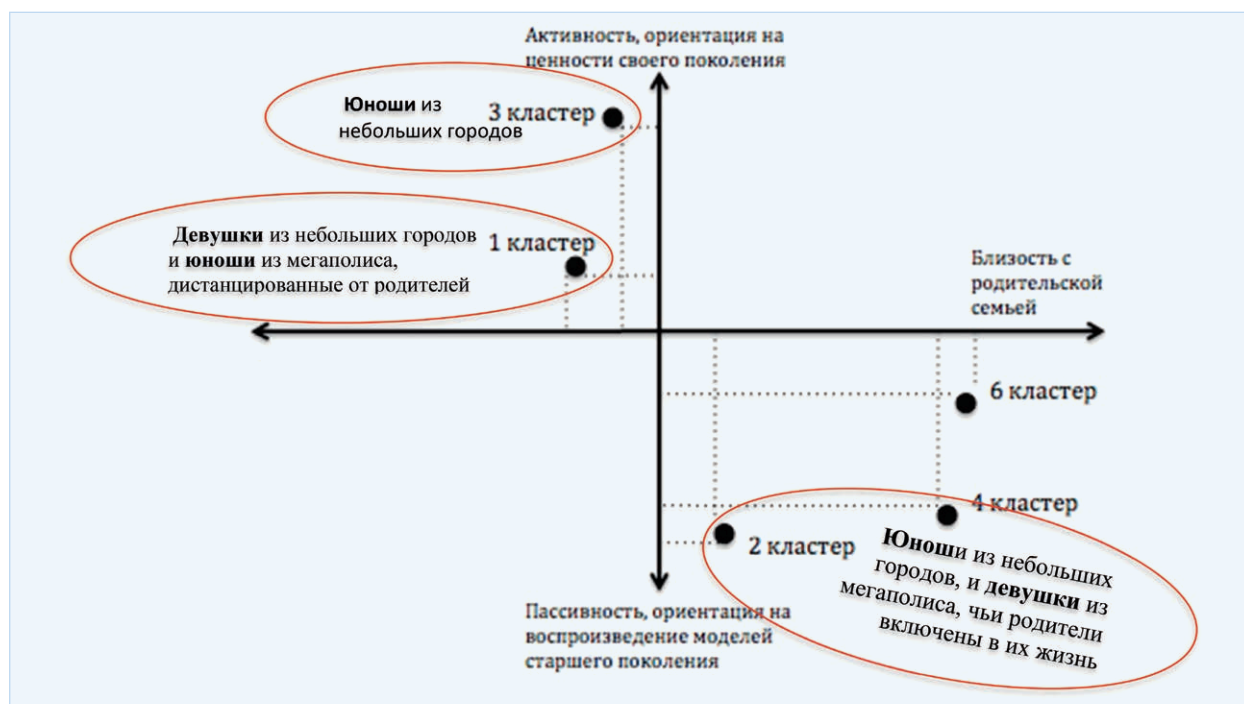 Активность, ориентация на
ценности своего поколения
Юноши из
небольших городов
3 кластер
Девушки из небольших городов
и юноши из мегаполиса,
дистанцированные от родителей
1 кластер
Близость с
родительской
семьей
6 кластер
4 кластер
2 кластер
Юноши из небольших
городов, и девушки из
мегаполиса, чьи родители
включены в их жизнь
Пассивность, ориентация на
воспроизведение моделей
старшего поколения